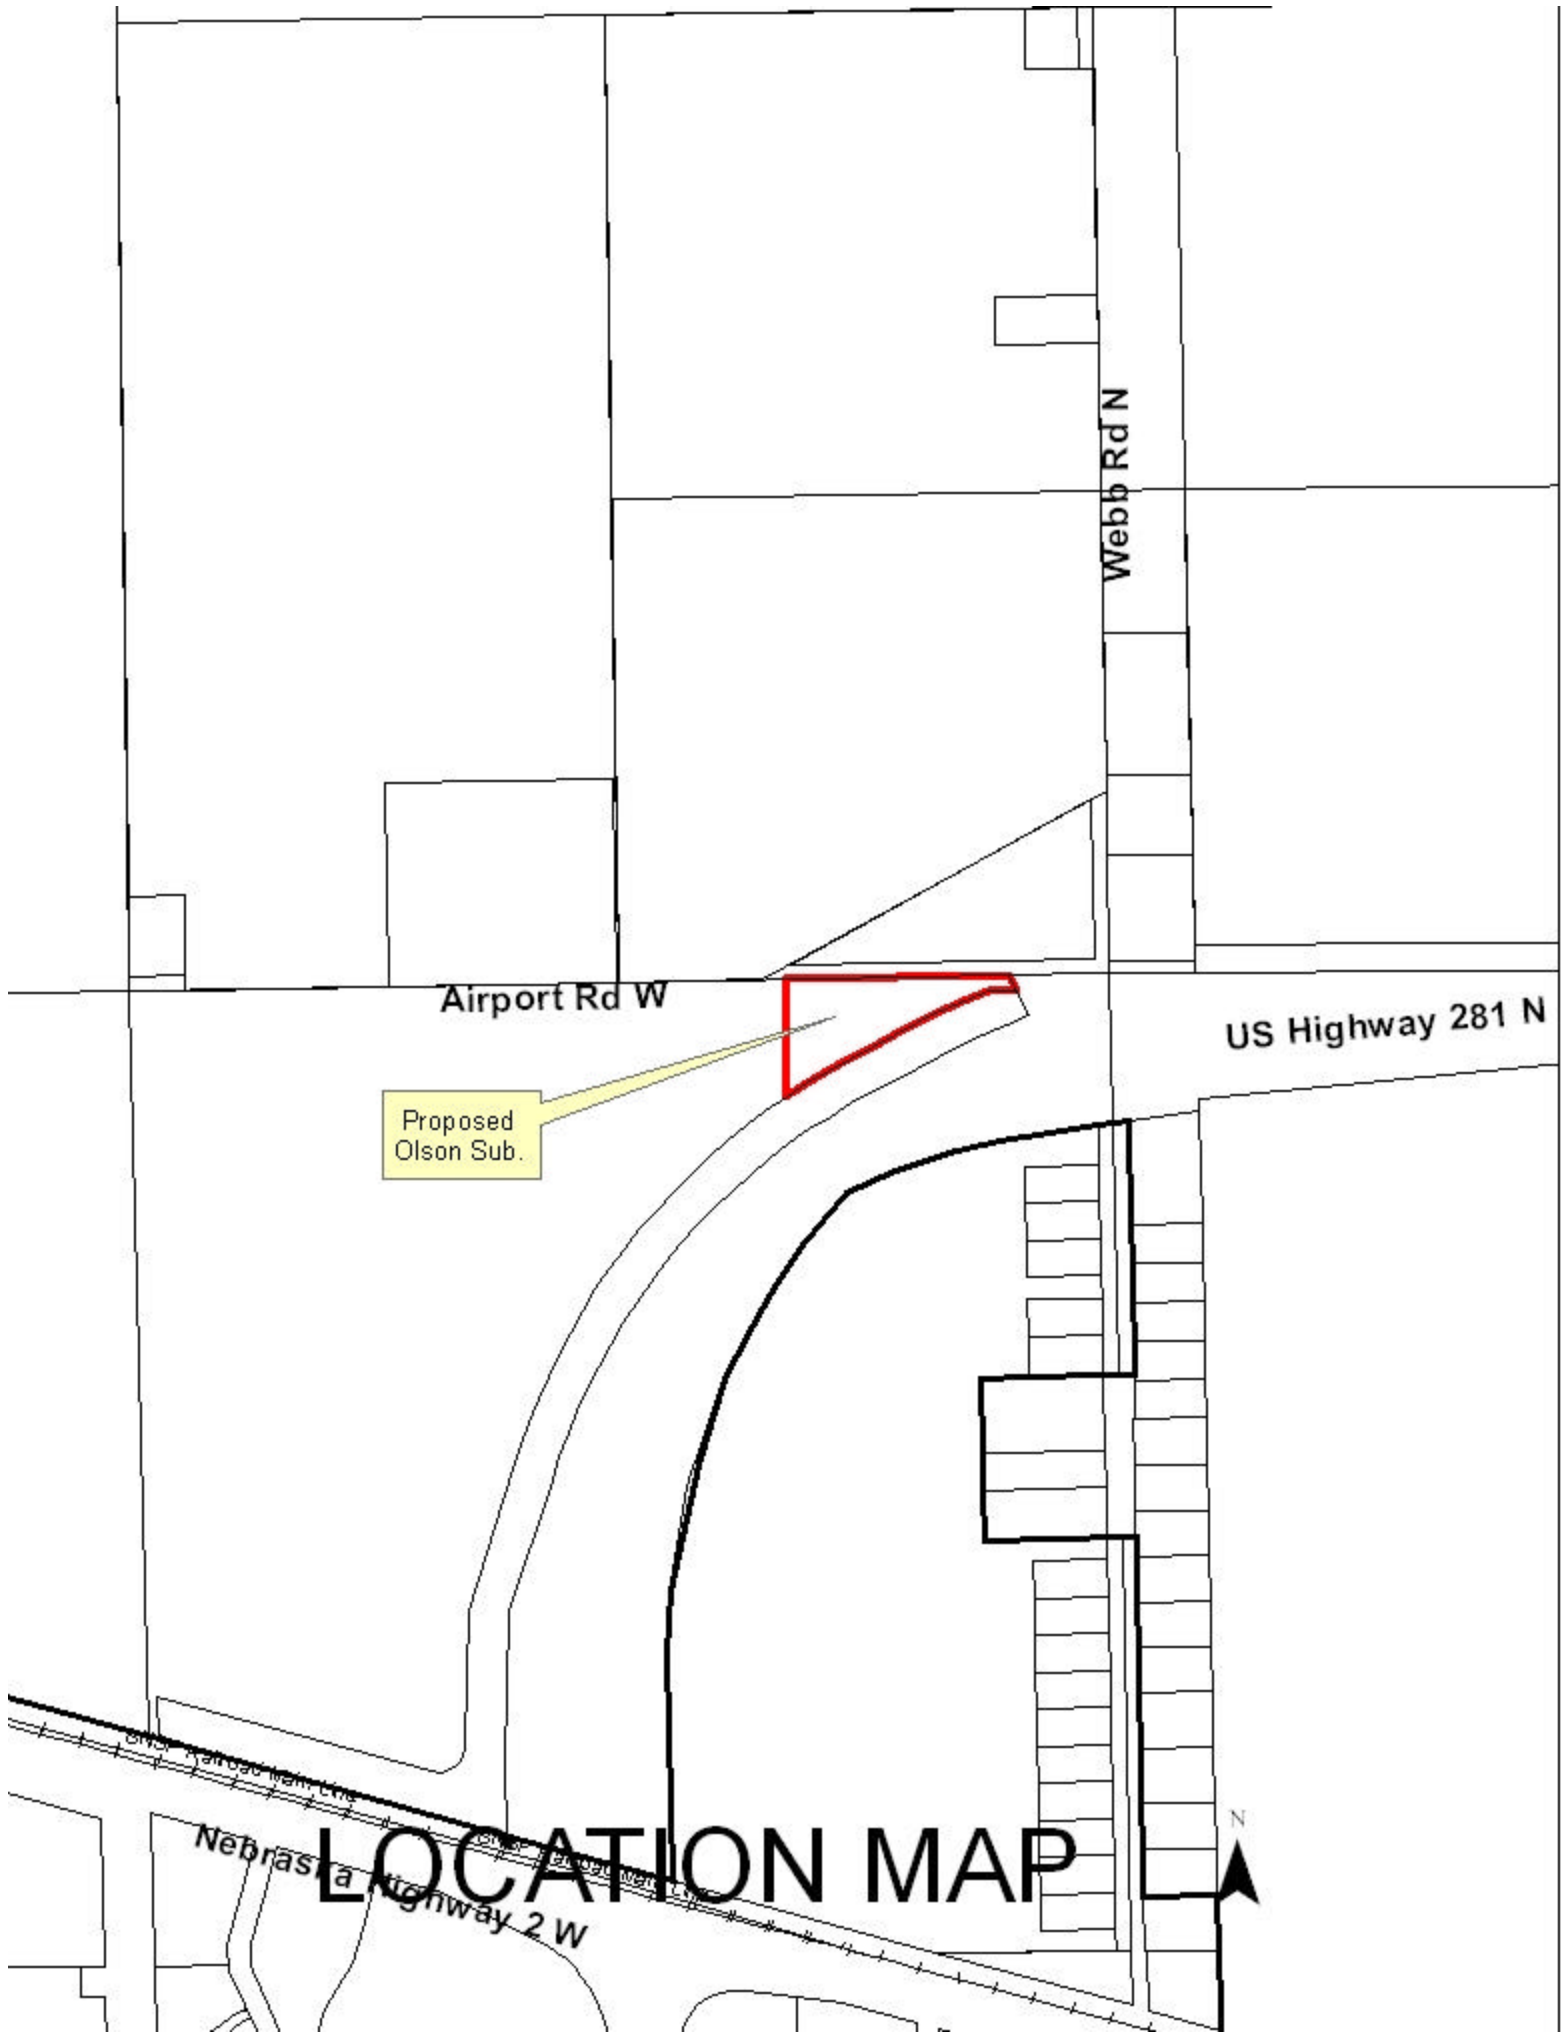 Webb Rd N
Airport Rd W
US Highway 281 N
Proposed
Olson Sub.
N
LOCATION MAP
Nebraska Highway 2 W